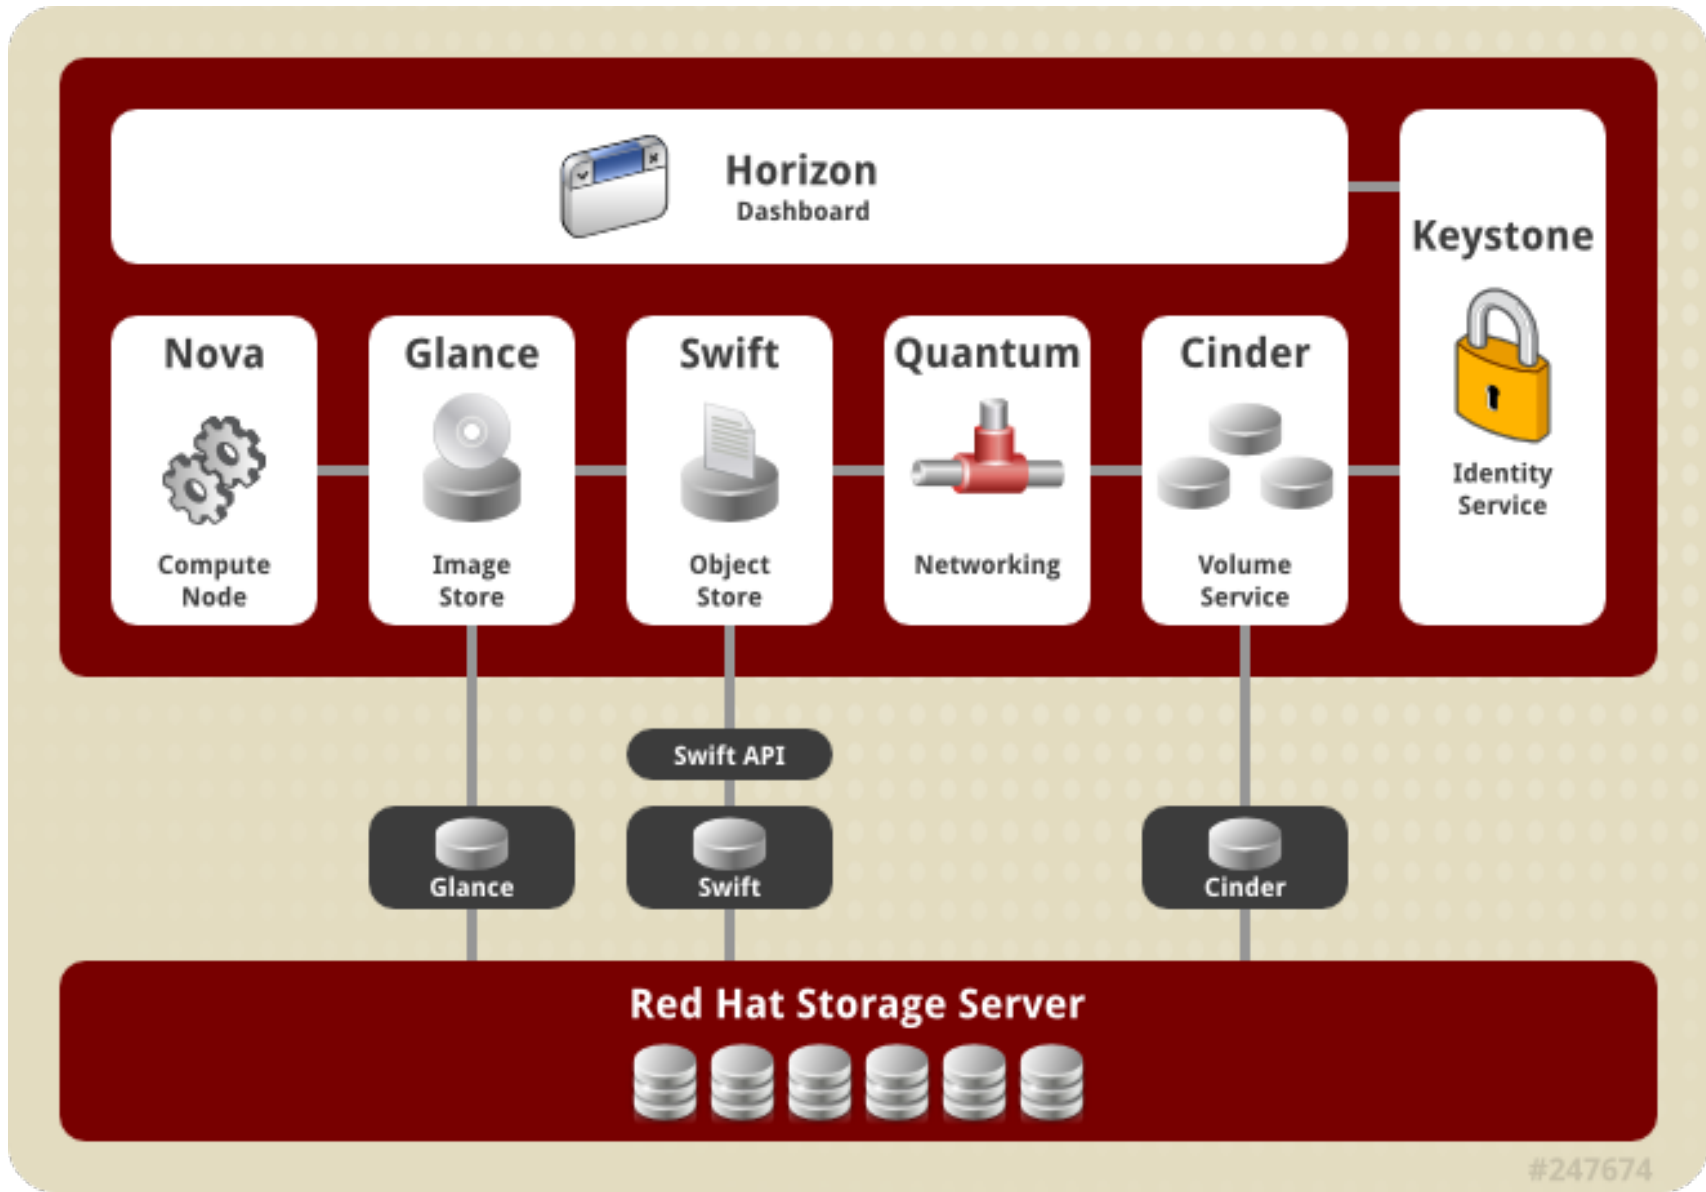 Horizon
Dashboard
Keystone
Identity
Service
Nova
Compute
Node
Glance
Image
Store
Swift
Object
Store
Quantum
Networking
Cinder
Volume
Service
Swift API
Glance
Swift
Cinder
Red Hat Storage Server
#247674